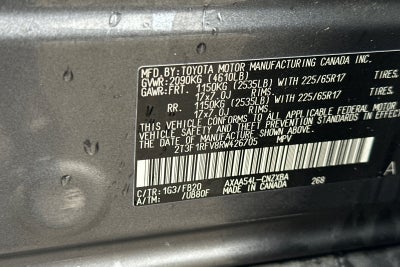 MFD.BY:TOYOTA MOTOR MANUFACTURING CANADA INC.
GVWR:2090KG (4610LB)
GAWR:FRT. 1150KG (2535LB) WITH 225/65R17 TIRES.
17x7.0J RIMS.
RR. 1150KG (2535LB) WITH 225/65R17 TIRES.
17x7.0J RIMS.
THIS VEHICLE CONFORMS TO ALL APPLICABLE FEDERAL MOTOR
VEHICLE SAFETY AND THEFT PREVENTION STANDARDS IN EFFEC
THE DATE OF MANUFACTURE SHOWN ABOVE.
2T3F1RFV8RW426705 MPV
C/TR:1G3/FB20 AXAA54L-CNZXBA 268 A
A/TM: /UB80F MADE IN CANADA